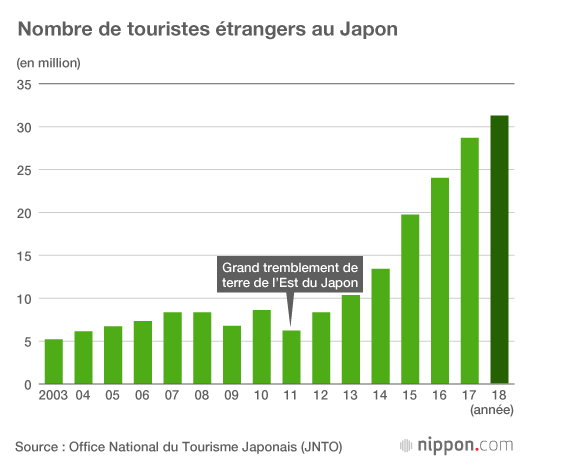 Nombre de touristes étrangers au Japon
(en million)
35
30
25
20
15
10
5
0
Grand tremblement de
terre de l'Est du Japon
2003 04 05 06 07 08 09 10 11 12 13 14 15 16 17 18
(année)
Source : Office National du Tourisme Japonais (JNTO)
nippon.com